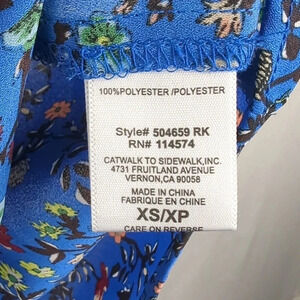 100%POLYESTER /POLYESTER
Style# 504659 RK
RN# 114574
CATWALK TO SIDEWALK,INC.
4731 FRUITLAND AVENUE
VERNON,CA 90058
MADE IN CHINA
FABRIQUE EN CHINE
XS/XP
CARE ON REVERSE